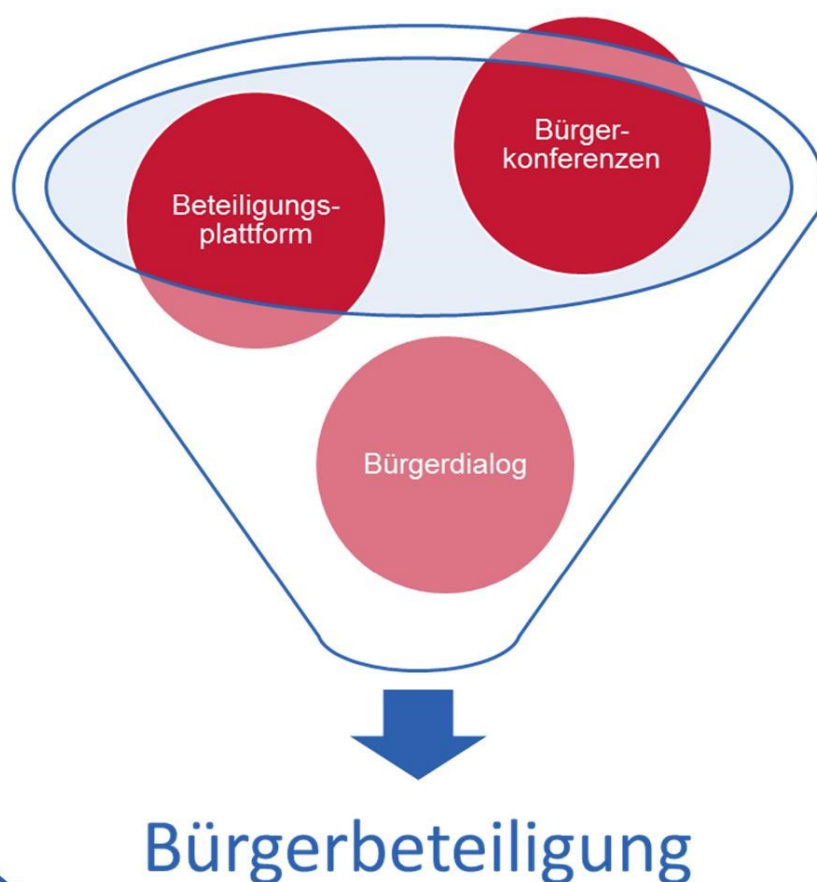 Bürger-
konferenzen
Beteiligungs-
plattform
Bürgerdialog
Bürgerbeteiligung